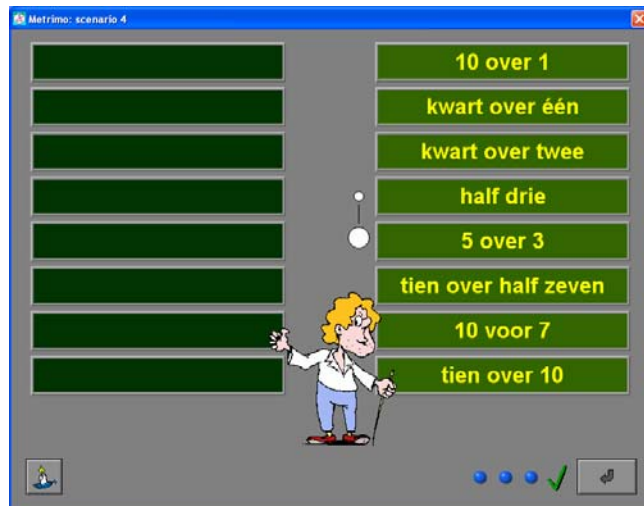 Metrimo: scenario 4
10 over 1
kwart over één
kwart over twee
half drie
5 over 3
tien over half zeven
10 voor 7
tien over 10